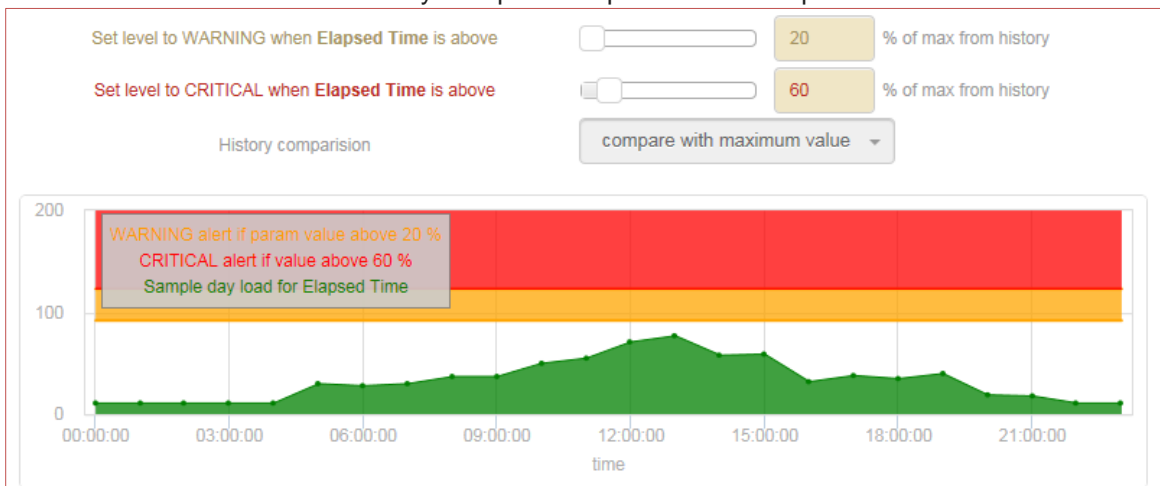 Set level to WARNING when Elapsed Time is above 20 % of max from history
Set level to CRITICAL when Elapsed Time is above 60 % of max from history
History comparision compare with maximum value
200
WARNING alert if param value above 20 %
CRITICAL alert if value above 60 %
Sample day load for Elapsed Time
100
0
00:00:00 03:00:00 06:00:00 09:00:00 12:00:00 15:00:00 18:00:00 21:00:00
time